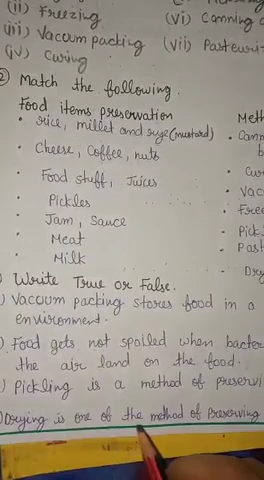 (ii) Freezing (vi) Canning
(iii) Vacuum packing (vii) Pasteuri
(iv) Curing
② Match the following.
Food items preservation Meth
• rice, millet and rye (mustard) • Cann
• Cheese, Coffee, nuts
Food stuff, Juices • Cur
• Pickles • Vac
• Jam, Sauce • Free
• Meat • Pick
• Milk • Past
• Dry
) Write True or False.
) Vacuum packing stores food in a
environment.
) Food gets not spoiled when bacter
the air land on the food.
) Pickling is a method of preservi
) Drying is one of the method of Preserving